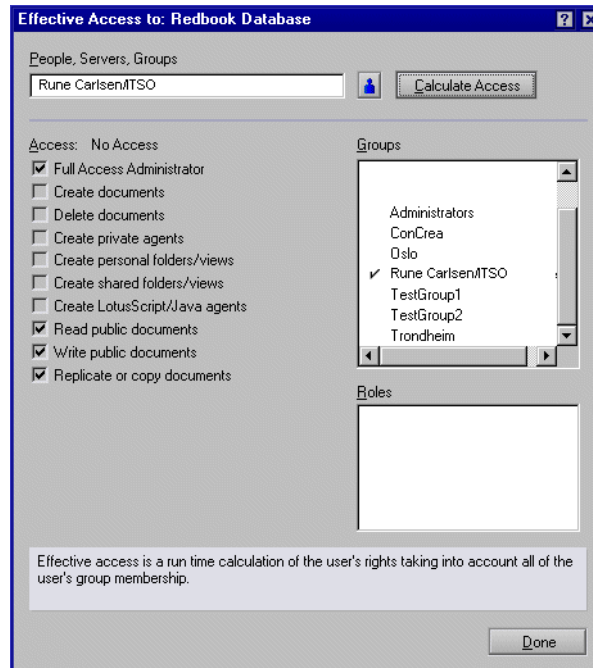 Effective Access to: Redbook Database
People, Servers, Groups
Rune Carlsen/ITSO
Calculate Access
Access: No Access
Full Access Administrator
Create documents
Delete documents
Create private agents
Create personal folders/views
Create shared folders/views
Create LotusScript/Java agents
Read public documents
Write public documents
Replicate or copy documents
Groups
Administrators
ConCrea
Oslo
Rune Carlsen/ITSO
TestGroup1
TestGroup2
Trondheim
Roles
Effective access is a run time calculation of the user's rights taking into account all of the
user's group membership.
Done